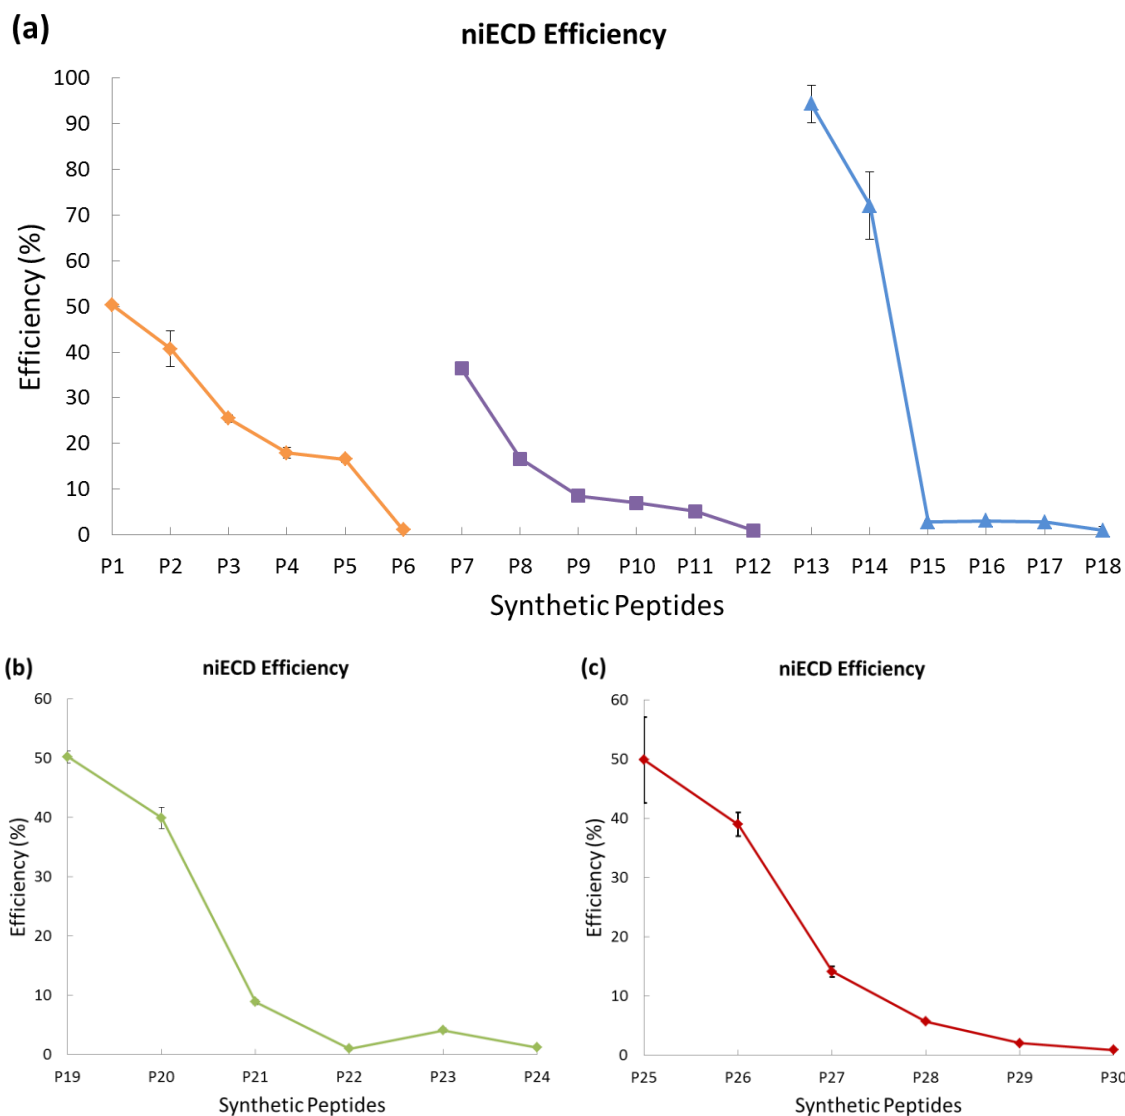 (a)
niECD Efficiency
100
90
80
70
60
50
40
30
20
10
0
Efficiency (%)
P1 P2 P3 P4 P5 P6 P7 P8 P9 P10 P11 P12 P13 P14 P15 P16 P17 P18
Synthetic Peptides
(b)
niECD Efficiency
60
50
40
30
20
10
0
Efficiency (%)
P19 P20 P21 P22 P23 P24
Synthetic Peptides
(c)
niECD Efficiency
60
50
40
30
20
10
0
Efficiency (%)
P25 P26 P27 P28 P29 P30
Synthetic Peptides